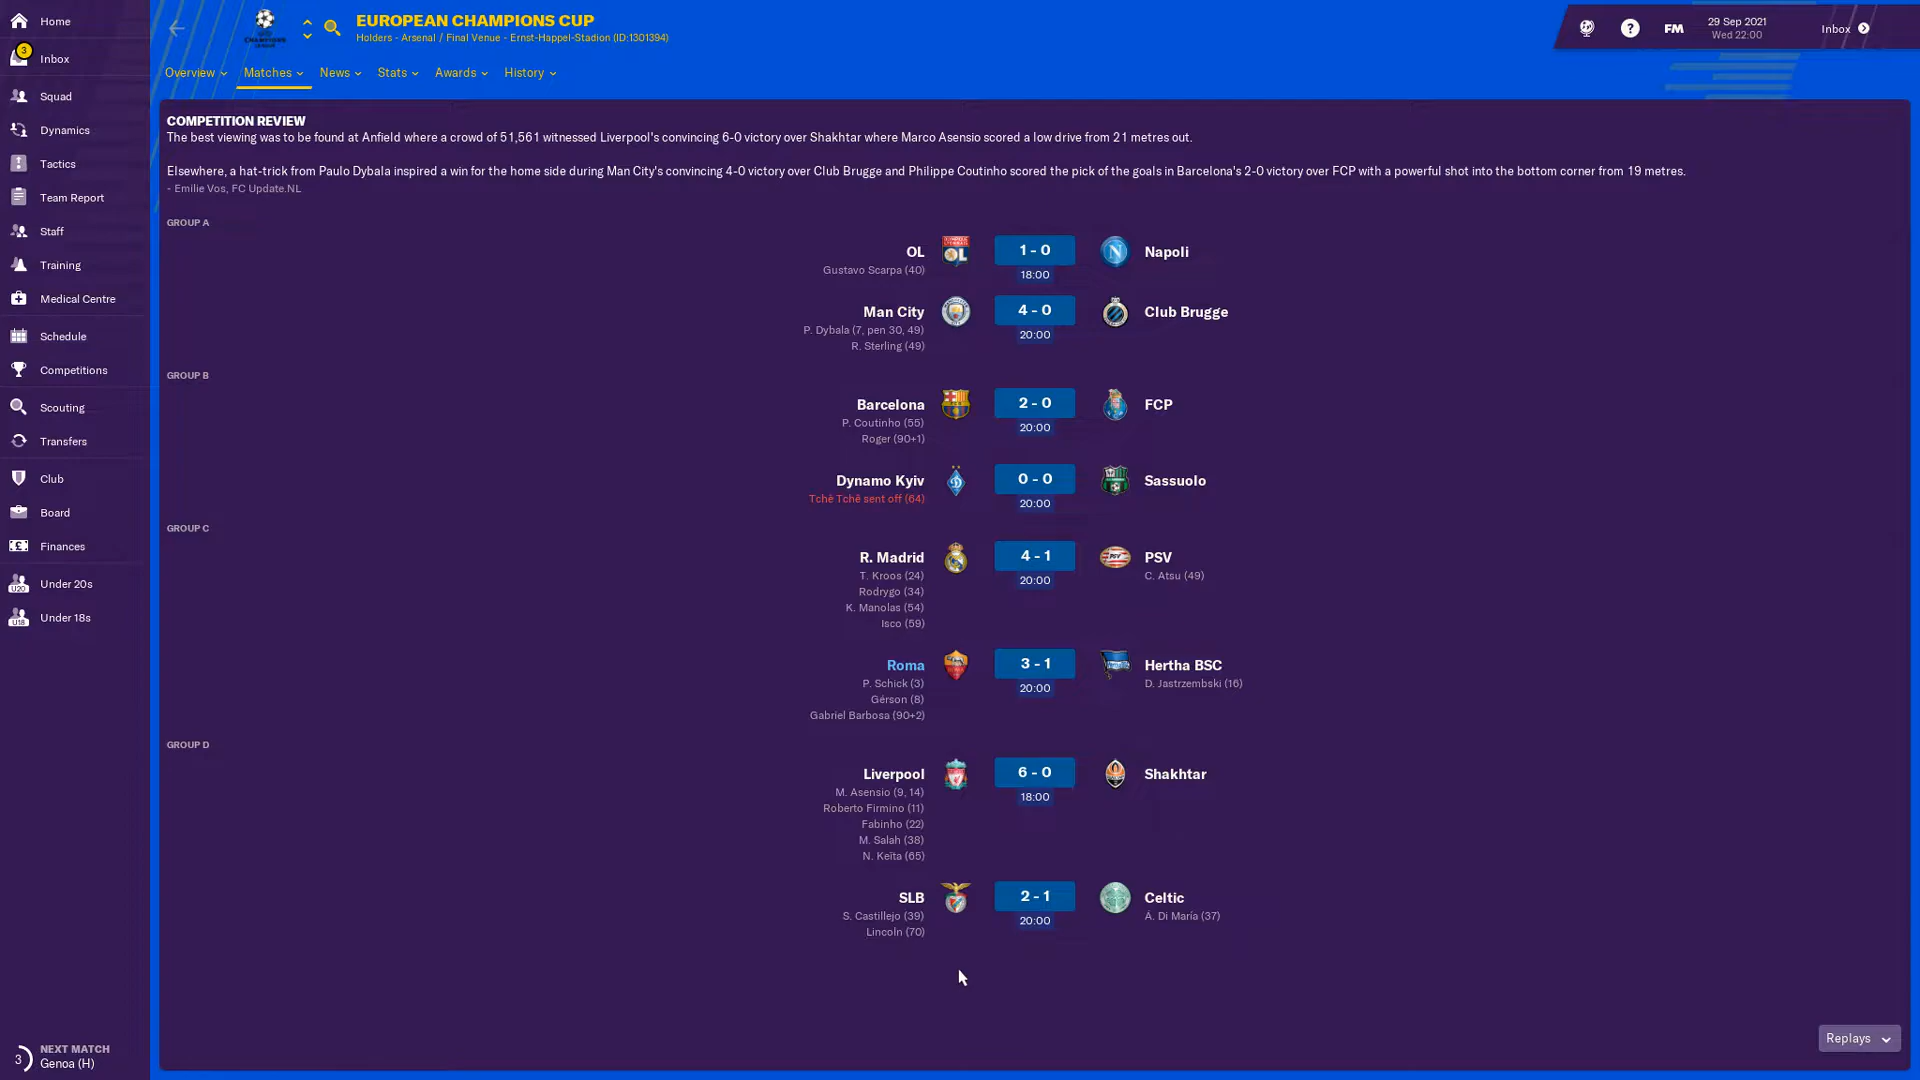 Home
3
Inbox
Squad
Dynamics
Tactics
Team Report
Staff
Training
Medical Centre
Schedule
Competitions
Scouting
Transfers
Club
Board
Finances
U20
Under 20s
U18
Under 18s
3
NEXT MATCH
Genoa (H)
EUROPEAN CHAMPIONS CUP
Holders - Arsenal / Final Venue - Ernst-Happel-Stadion (ID:1301394)
FM
29 Sep 2021
Wed 22:00
Inbox
Overview
Matches
News
Stats
Awards
History
COMPETITION REVIEW
The best viewing was to be found at Anfield where a crowd of 51,561 witnessed Liverpool's convincing 6-0 victory over Shakhtar where Marco Asensio scored a low drive from 21 metres out.
Elsewhere, a hat-trick from Paulo Dybala inspired a win for the home side during Man City's convincing 4-0 victory over Club Brugge and Philippe Coutinho scored the pick of the goals in Barcelona's 2-0 victory over FCP with a powerful shot into the bottom corner from 19 metres.
- Emilie Vos, FC Update.NL
GROUP A
OL 1 - 0 Napoli
Gustavo Scarpa (40) 18:00
Man City 4 - 0 Club Brugge
P. Dybala (7, pen 30, 49) 20:00
R. Sterling (49)
GROUP B
Barcelona 2 - 0 FCP
P. Coutinho (55) 20:00
Roger (90+1)
Dynamo Kyiv 0 - 0 Sassuolo
Tchê Tchê sent off (64) 20:00
GROUP C
R. Madrid 4 - 1 PSV
T. Kroos (24) 20:00 C. Atsu (49)
Rodrygo (34)
K. Manolas (54)
Isco (59)
Roma 3 - 1 Hertha BSC
P. Schick (3) 20:00 D. Jastrzembski (16)
Gérson (8)
Gabriel Barbosa (90+2)
GROUP D
Liverpool 6 - 0 Shakhtar
M. Asensio (9, 14) 18:00
Roberto Firmino (11)
Fabinho (22)
M. Salah (38)
N. Keïta (65)
SLB 2 - 1 Celtic
S. Castillejo (39) 20:00 Á. Di María (37)
Lincoln (70)
Replays